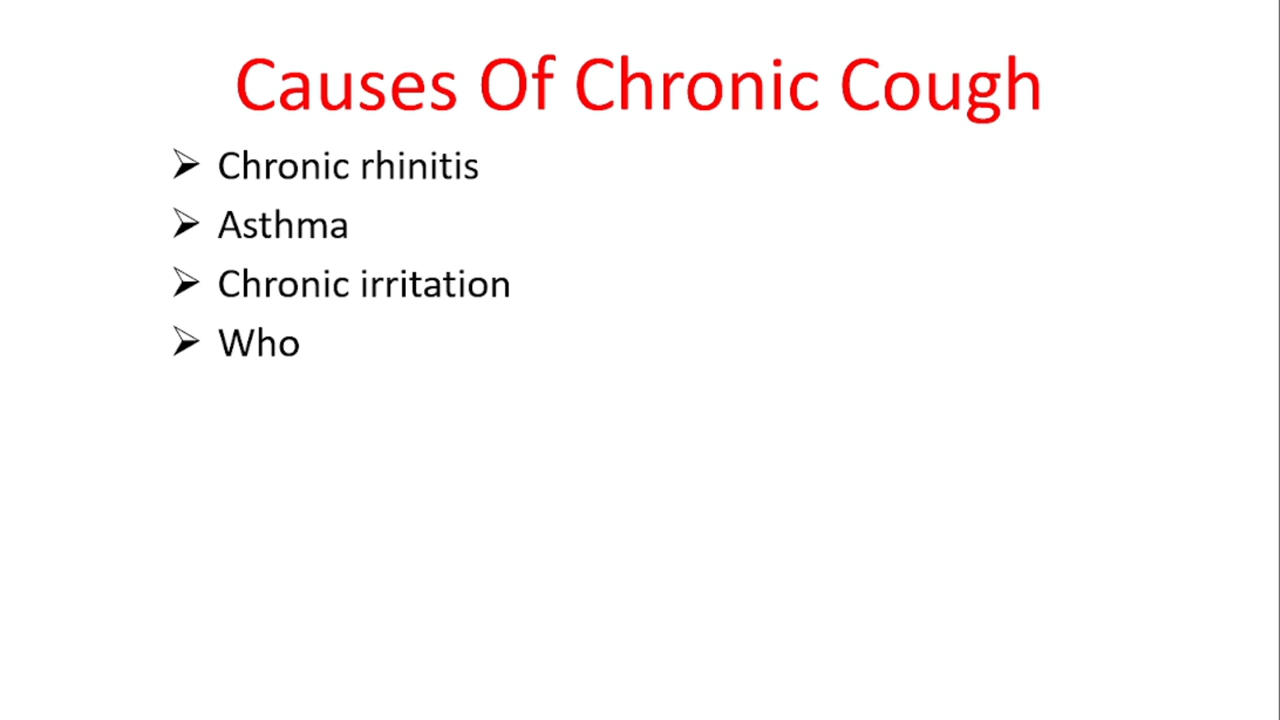 Causes Of Chronic Cough
➢ Chronic rhinitis
➢ Asthma
➢ Chronic irritation
➢ Who